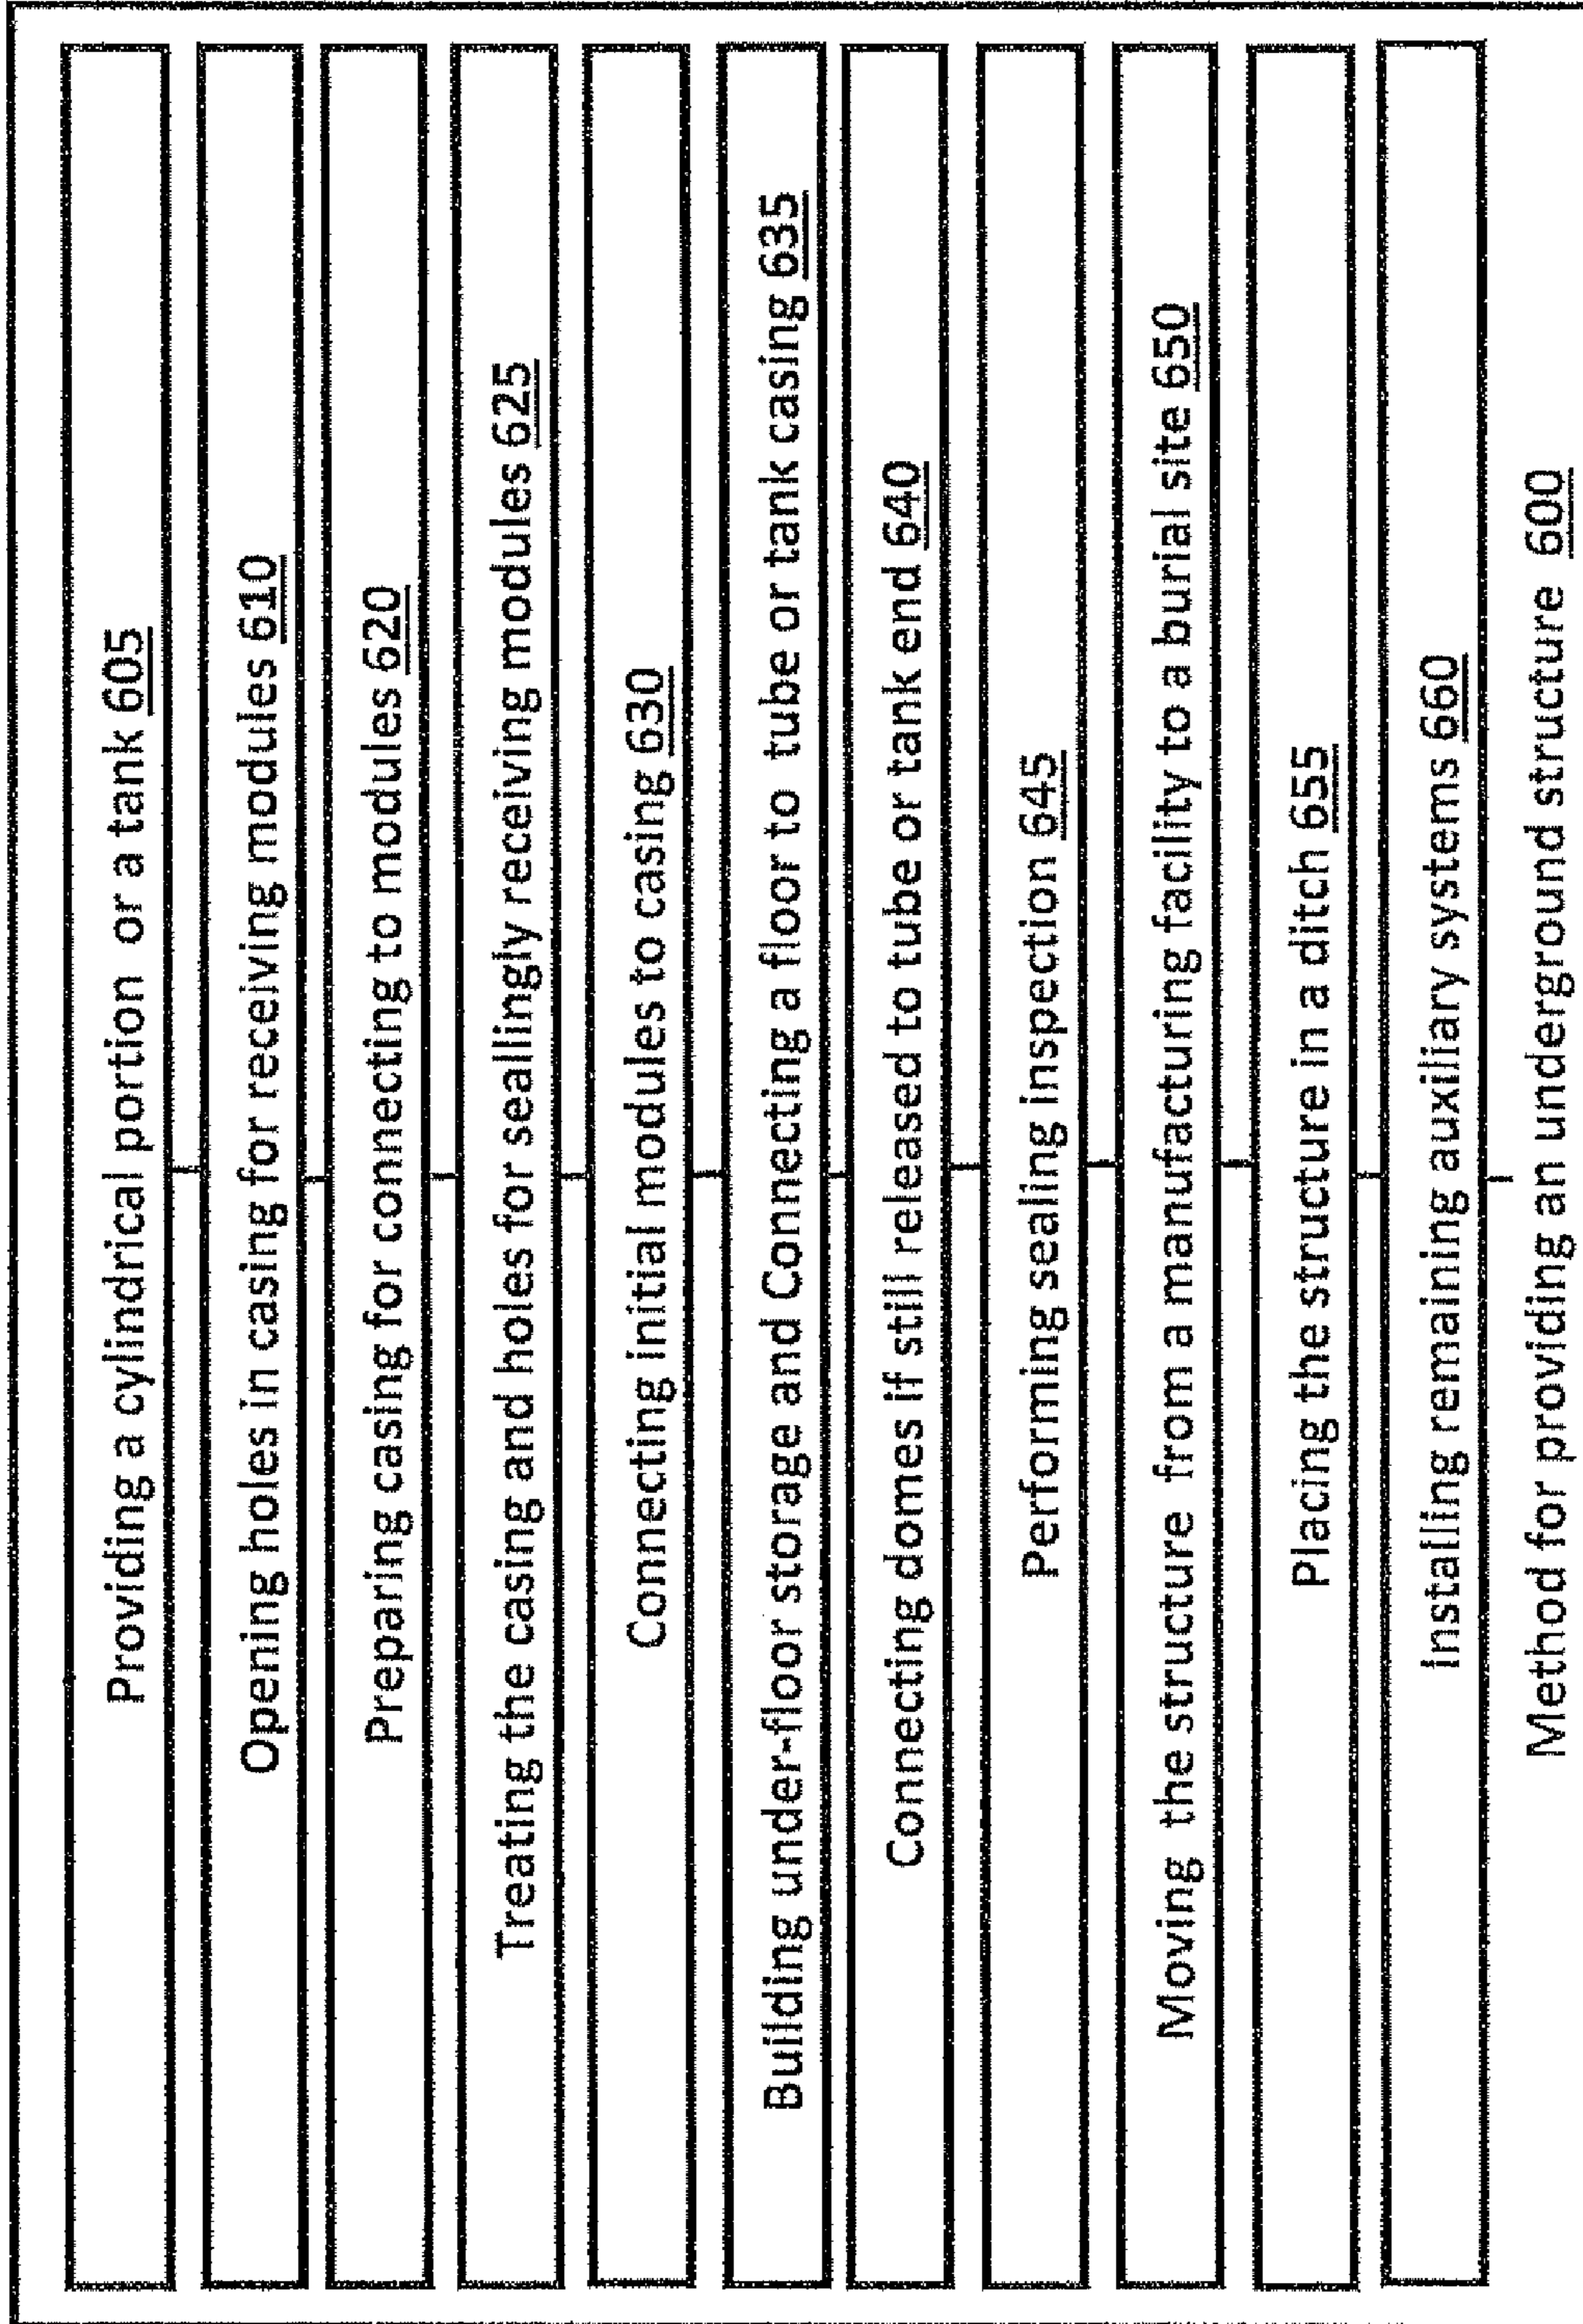 Providing a cylindrical portion or a tank 605
Opening holes in casing for receiving modules 610
Preparing casing for connecting to modules 620
Treating the casing and holes for seallingly receiving modules 625
Connecting initial modules to casing 630
Building under-floor storage and Connecting a floor to tube or tank casing 635
Connecting domes if still released to tube or tank end 640
Performing sealing inspection 645
Moving the structure from a manufacturing facility to a burial site 650
Placing the structure in a ditch 655
Installing remaining auxiliary systems 660
Method for providing an underground structure 600